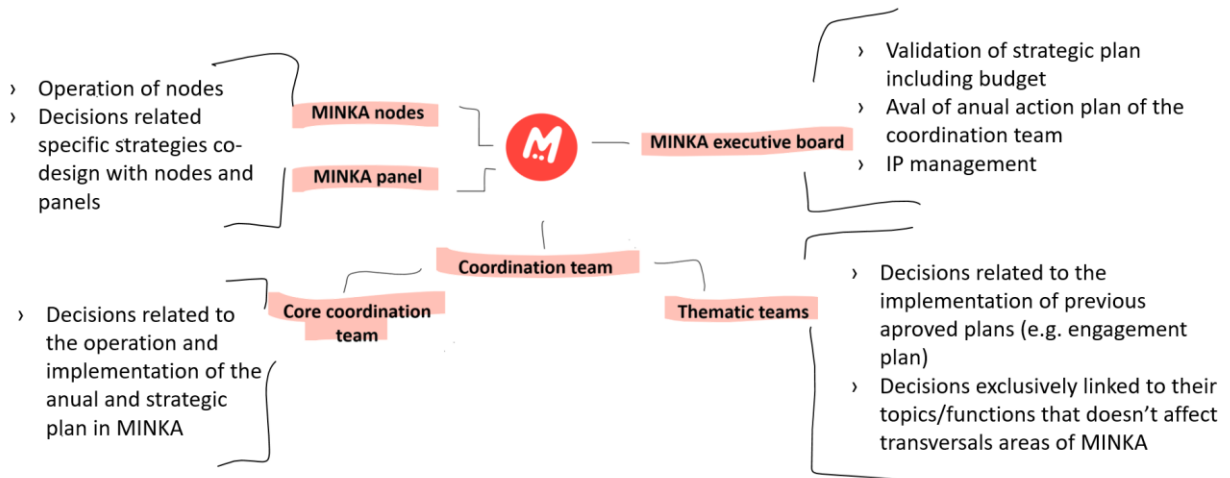 › Operation of nodes
› Decisions related
specific strategies co-
design with nodes and
panels
MINKA nodes
MINKA panel
M
MINKA executive board
› Validation of strategic plan
including budget
› Aval of anual action plan of the
coordination team
› IP management
Coordination team
Core coordination
team
Thematic teams
› Decisions related to
the operation and
implementation of the
anual and strategic
plan in MINKA
› Decisions related to the
implementation of previous
aproved plans (e.g. engagement
plan)
› Decisions exclusively linked to their
topics/functions that doesn’t affect
transversals areas of MINKA